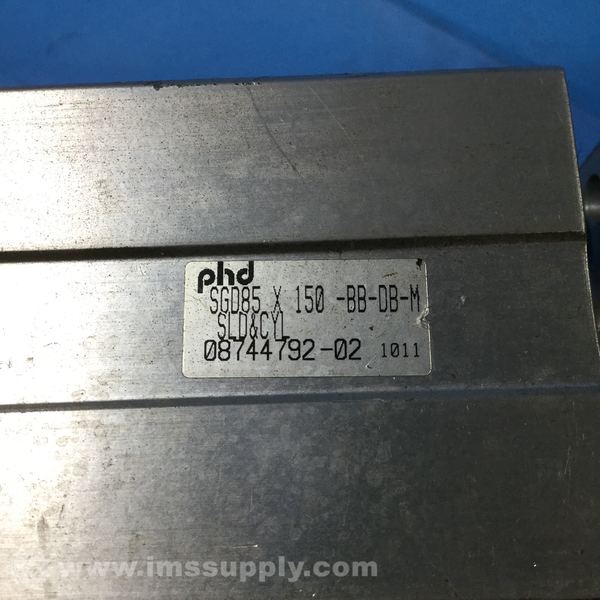 phd
SGD85 X 150 -BB-DB-M
SLD&CYL
08744792-02 1011
©www.imssupply.com